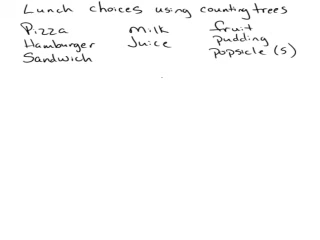 Lunch choices using counting trees
Pizza Milk fruit
Hamburger Juice pudding
Sandwich popsicle (s)